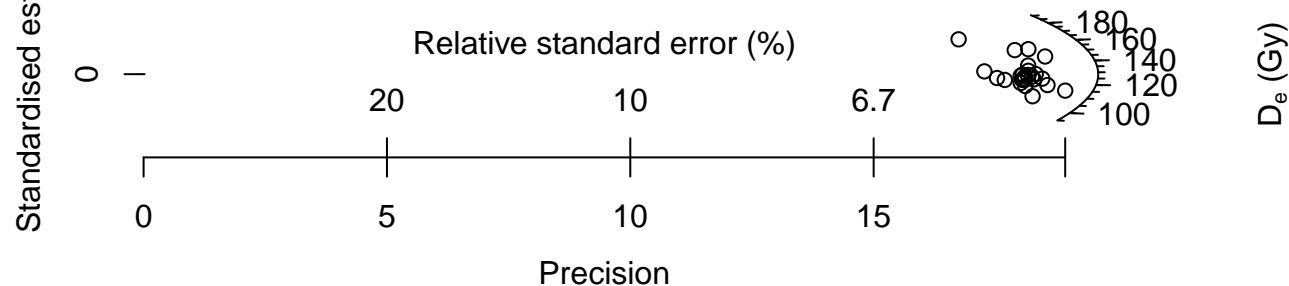 Standardised es
0
Relative standard error (%)
20 10 6.7
180
160
140
120
100
De (Gy)
0 5 10 15
Precision